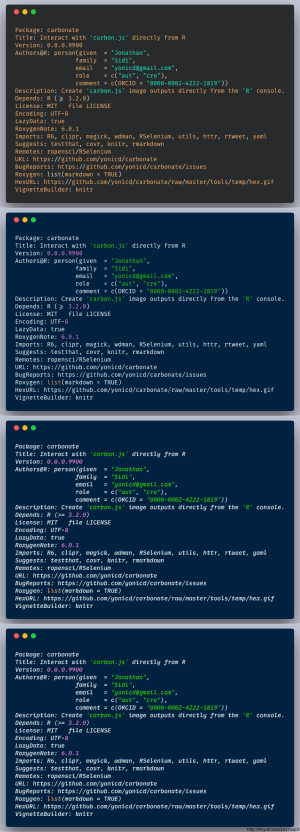 Package: carbonate
Title: Interact with 'carbon.js' directly from R
Version: 0.0.0.9900
Authors@R: person(given = "Jonathan",
family = "Sidi",
email = "yonicd@gmail.com",
role = c("aut", "cre"),
comment = c(ORCID = "0000-0002-4222-1819"))
Description: Create 'carbon.js' image outputs directly from the 'R' console.
Depends: R (≥ 3.2.0)
License: MIT + file LICENSE
Encoding: UTF-8
LazyData: true
RoxygenNote: 6.0.1
Imports: R6, clipr, magick, wdman, RSelenium, utils, httr, rtweet, yaml
Suggests: testthat, covr, knitr, rmarkdown
Remotes: ropensci/RSelenium
URL: https://github.com/yonicd/carbonate
BugReports: https://github.com/yonicd/carbonate/issues
Roxygen: list(markdown = TRUE)
HexURL: https://github.com/yonicd/carbonate/raw/master/tools/temp/hex.gif
VignetteBuilder: knitr
Package: carbonate
Title: Interact with 'carbon.js' directly from R
Version: 0.0.0.9900
Authors@R: person(given = "Jonathan",
family = "Sidi",
email = "yonicd@gmail.com",
role = c("aut", "cre"),
comment = c(ORCID = "0000-0002-4222-1819"))
Description: Create 'carbon.js' image outputs directly from the 'R' console.
Depends: R (≥ 3.2.0)
License: MIT   file LICENSE
Encoding: UTF-8
LazyData: true
RoxygenNote: 6.0.1
Imports: R6, clipr, magick, wdman, RSelenium, utils, httr, rtweet, yaml
Suggests: testthat, covr, knitr, rmarkdown
Remotes: ropensci/RSelenium
URL: https://github.com/yonicd/carbonate
BugReports: https://github.com/yonicd/carbonate/issues
Roxygen: list(markdown = TRUE)
HexURL: https://github.com/yonicd/carbonate/raw/master/tools/temp/hex.gif
VignetteBuilder: knitr
Package: carbonate
Title: Interact with 'carbon.js' directly from R
Version: 0.0.0.9900
Authors@R: person(given = "Jonathan",
family = "Sidi",
email = "yonicd@gmail.com",
role = c("aut", "cre"),
comment = c(ORCID = "0000-0002-4222-1819"))
Description: Create 'carbon.js' image outputs directly from the 'R' console.
Depends: R (>= 3.2.0)
License: MIT   file LICENSE
Encoding: UTF-8
LazyData: true
RoxygenNote: 6.0.1
Imports: R6, clipr, magick, wdman, RSelenium, utils, httr, rtweet, yaml
Suggests: testthat, covr, knitr, rmarkdown
Remotes: ropensci/RSelenium
URL: https://github.com/yonicd/carbonate
BugReports: https://github.com/yonicd/carbonate/issues
Roxygen: list(markdown = TRUE)
HexURL: https://github.com/yonicd/carbonate/raw/master/tools/temp/hex.gif
VignetteBuilder: knitr
Package: carbonate
Title: Interact with 'carbon.js' directly from R
Version: 0.0.0.9900
Authors@R: person(given = "Jonathan",
family = "Sidi",
email = "yonicd@gmail.com",
role = c("aut", "cre"),
comment = c(ORCID = "0000-0002-4222-1819"))
Description: Create 'carbon.js' image outputs directly from the 'R' console.
Depends: R (>= 3.2.0)
License: MIT   file LICENSE
Encoding: UTF-8
LazyData: true
RoxygenNote: 6.0.1
Imports: R6, clipr, magick, wdman, RSelenium, utils, httr, rtweet, yaml
Suggests: testthat, covr, knitr, rmarkdown
Remotes: ropensci/RSelenium
URL: https://github.com/yonicd/carbonate
BugReports: https://github.com/yonicd/carbonate/issues
Roxygen: list(markdown = TRUE)
HexURL: https://github.com/yonicd/carbonate/raw/master/tools/temp/hex.gif
VignetteBuilder: knitr